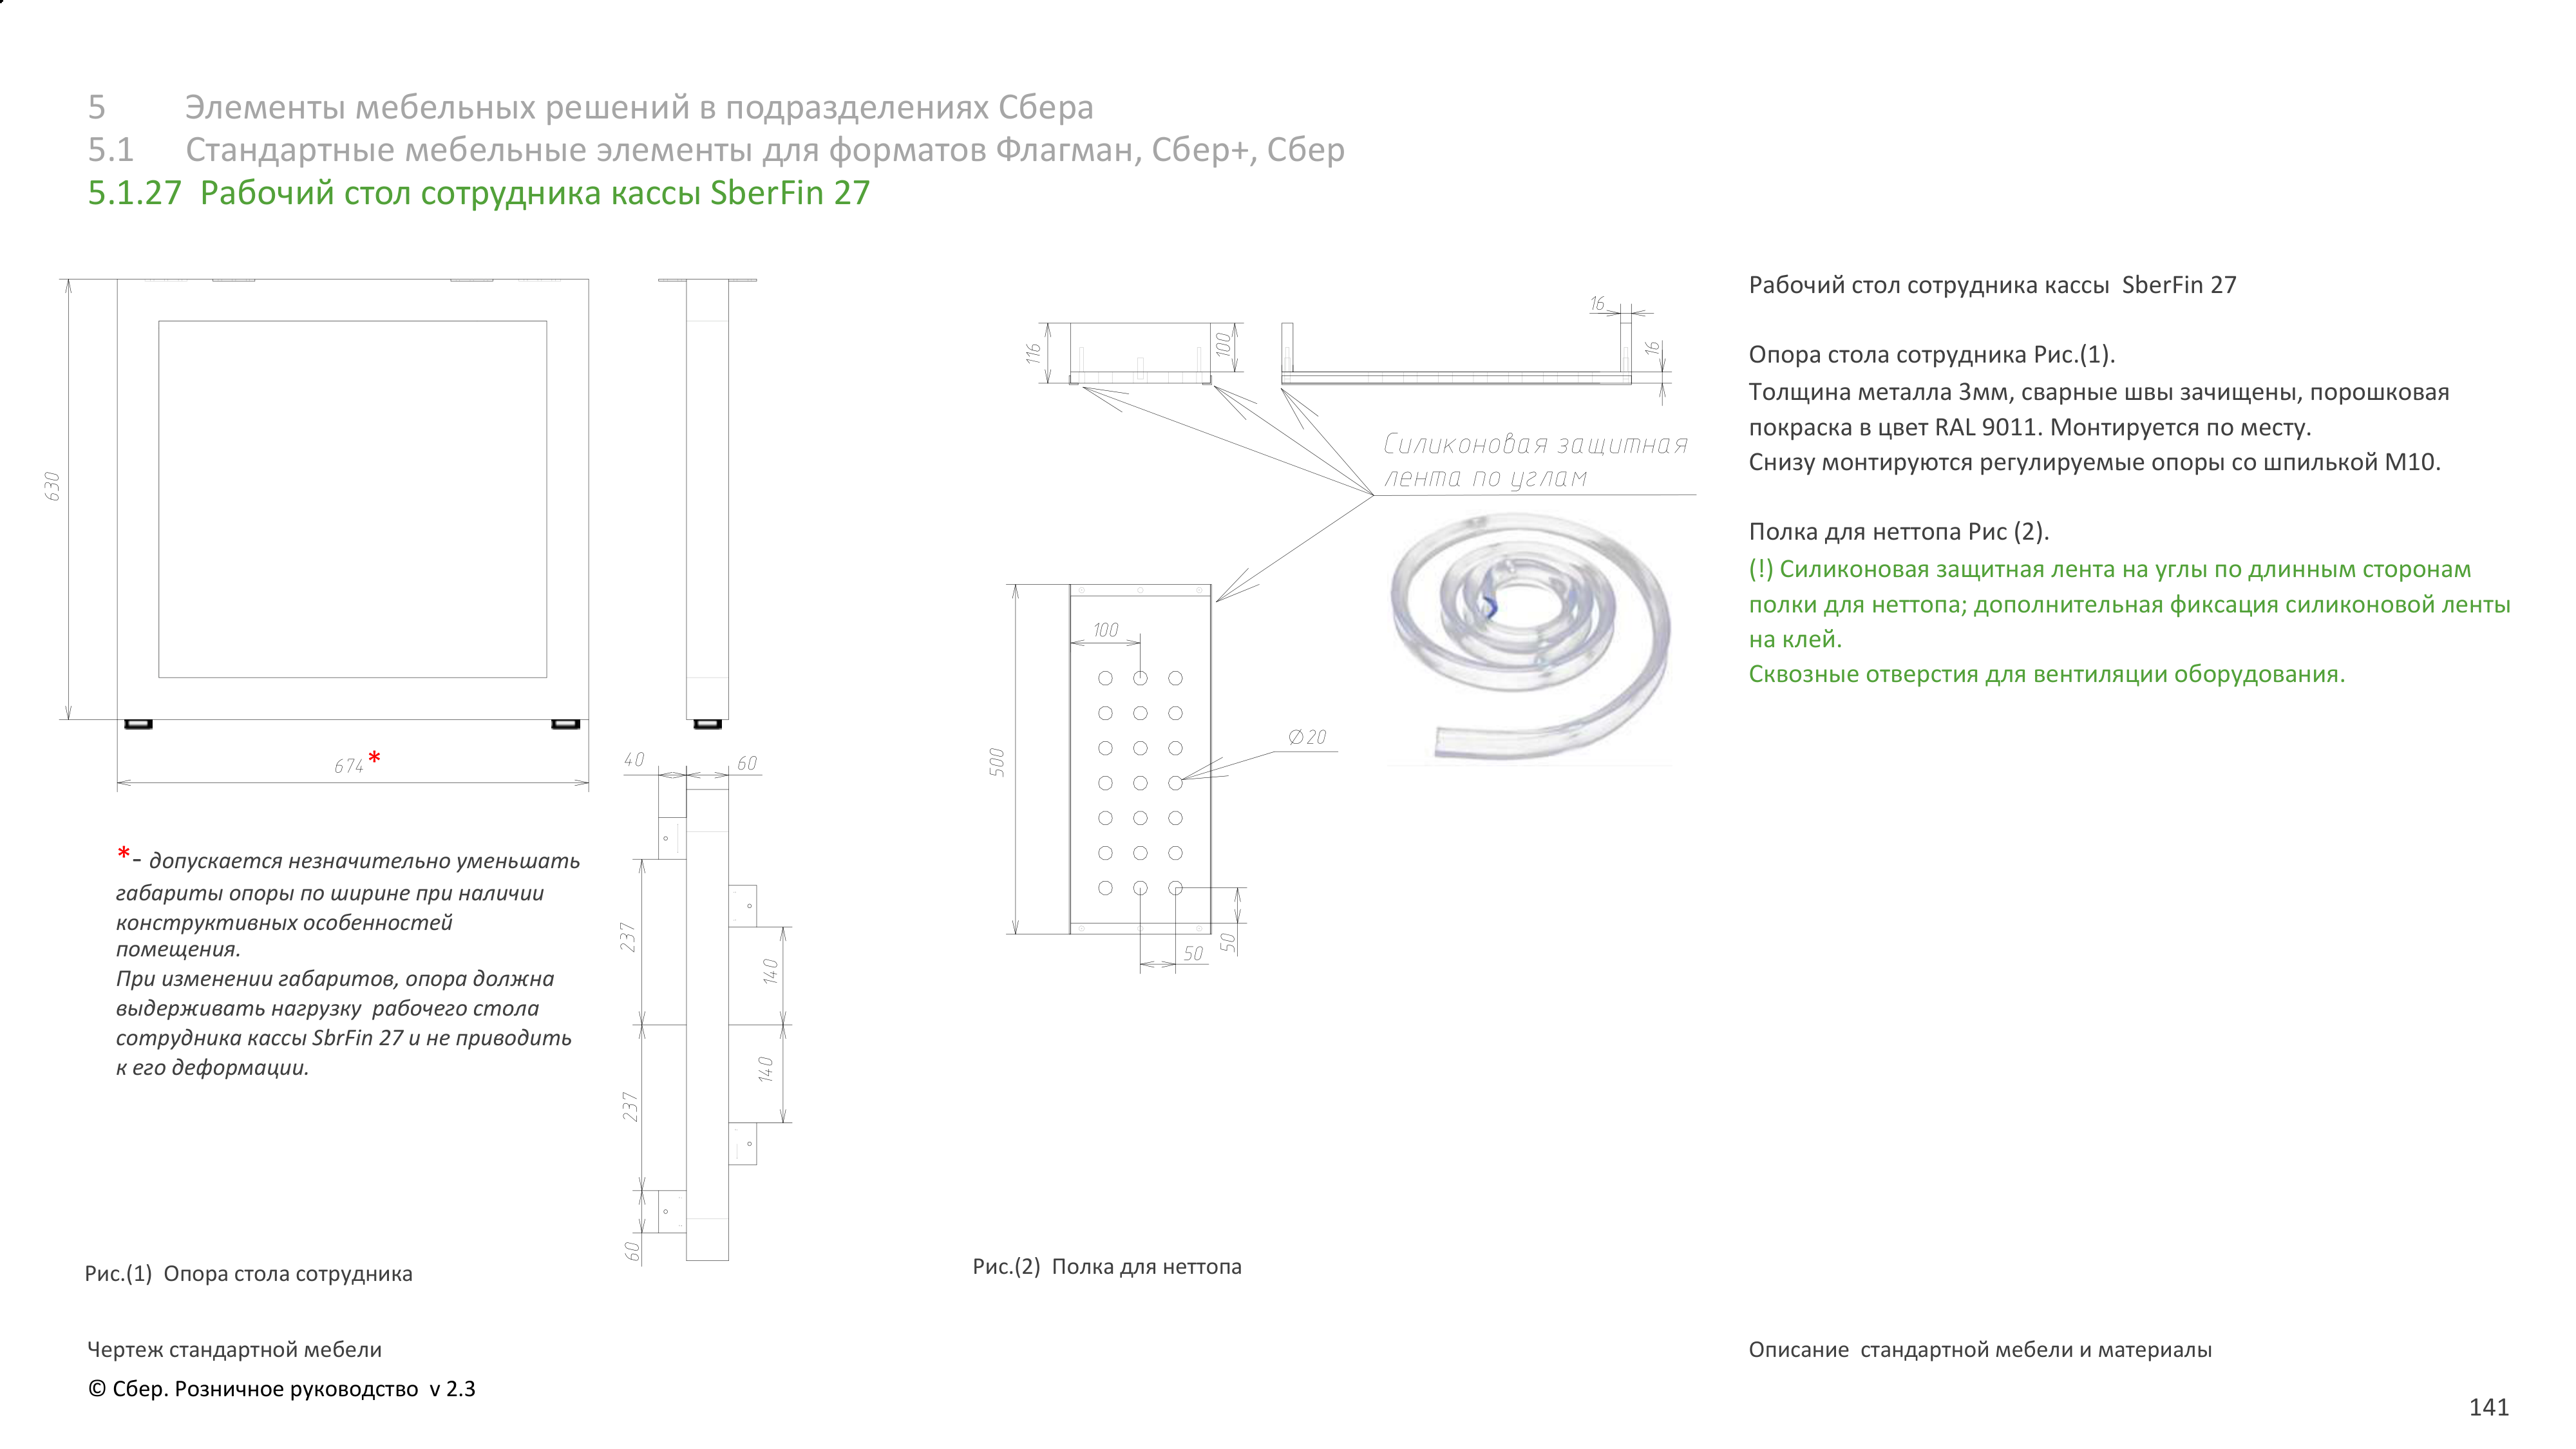 5 Элементы мебельных решений в подразделениях Сбера
5.1 Стандартные мебельные элементы для форматов Флагман, Сбер+, Сбер
5.1.27 Рабочий стол сотрудника кассы SberFin 27
630
674*
*- допускается незначительно уменьшать
габариты опоры по ширине при наличии
конструктивных особенностей
помещения.
При изменении габаритов, опора должна
выдерживать нагрузку рабочего стола
сотрудника кассы SbrFin 27 и не приводить
к его деформации.
40
60
237
140
140
237
60
Рис.(1) Опора стола сотрудника
116
100
16
16
Силиконовая защитная
лента по углам
100
500
Ø20
50
50
Рис.(2) Полка для неттопа
Рабочий стол сотрудника кассы SberFin 27
Опора стола сотрудника Рис.(1).
Толщина металла 3мм, сварные швы зачищены, порошковая
покраска в цвет RAL 9011. Монтируется по месту.
Снизу монтируются регулируемые опоры со шпилькой М10.
Полка для неттопа Рис (2).
(!) Силиконовая защитная лента на углы по длинным сторонам
полки для неттопа; дополнительная фиксация силиконовой ленты
на клей.
Сквозные отверстия для вентиляции оборудования.
Чертеж стандартной мебели
Описание стандартной мебели и материалы
© Сбер. Розничное руководство v 2.3
141